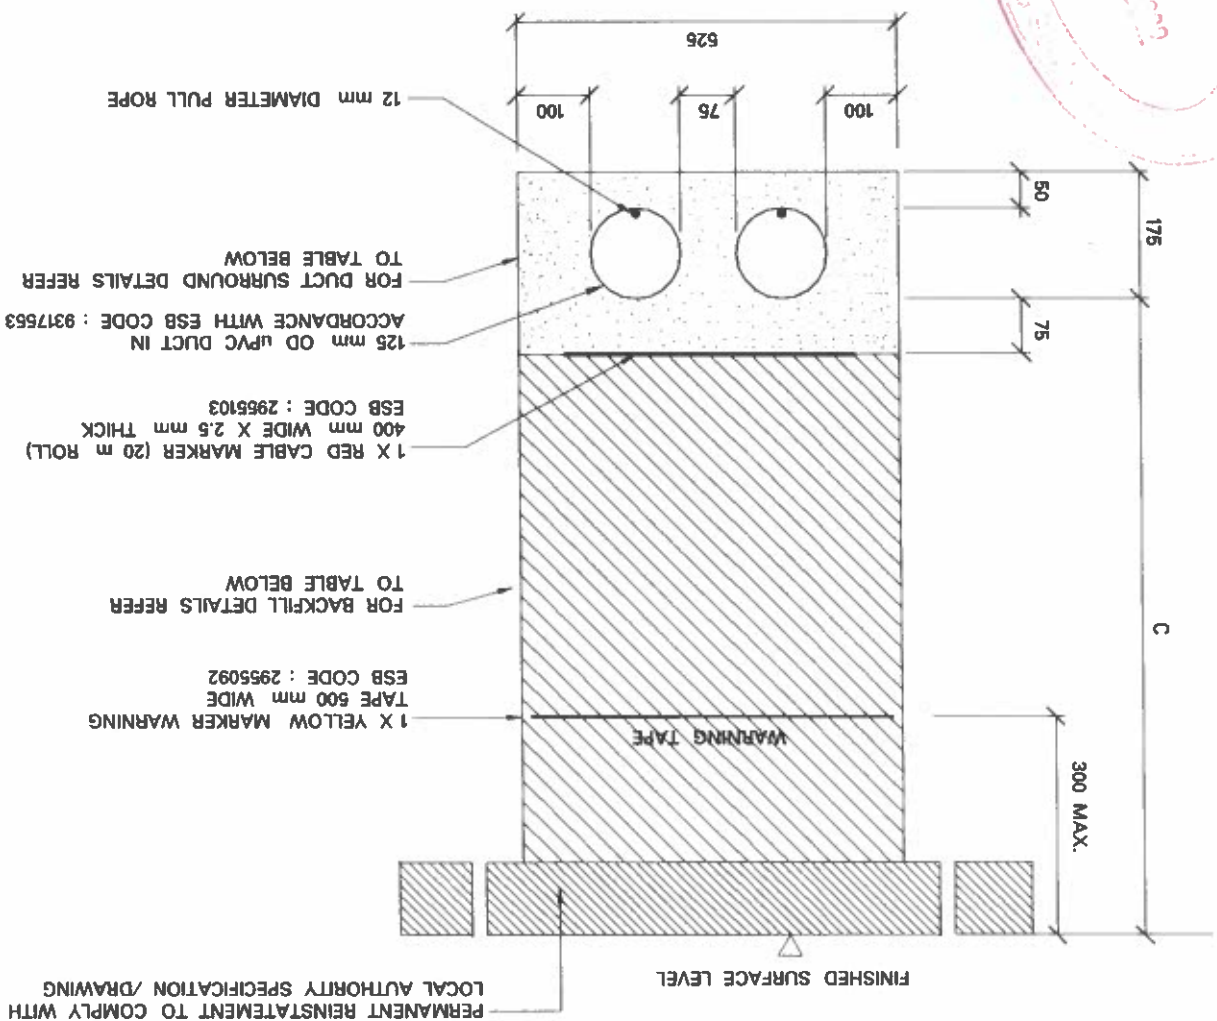 PERMANENT REINSTATEMENT TO COMPLY WITH
LOCAL AUTHORITY SPECIFICATION /DRAWING
FINISHED SURFACE LEVEL
300 MAX.
WARNING TAPE
1 X YELLOW MARKER WARNING
TAPE 500 mm WIDE
ESB CODE : 2955092
C
FOR BACKFILL DETAILS REFER
TO TABLE BELOW
1 X RED CABLE MARKER (20 m ROLL)
400 mm WIDE X 2.5 mm THICK
ESB CODE : 2955103
75
125 mm OD uPVC DUCT IN
ACCORDANCE WITH ESB CODE : 9317553
FOR DUCT SURROUND DETAILS REFER
TO TABLE BELOW
175
50
12 mm DIAMETER PULL ROPE
100
75
100
525